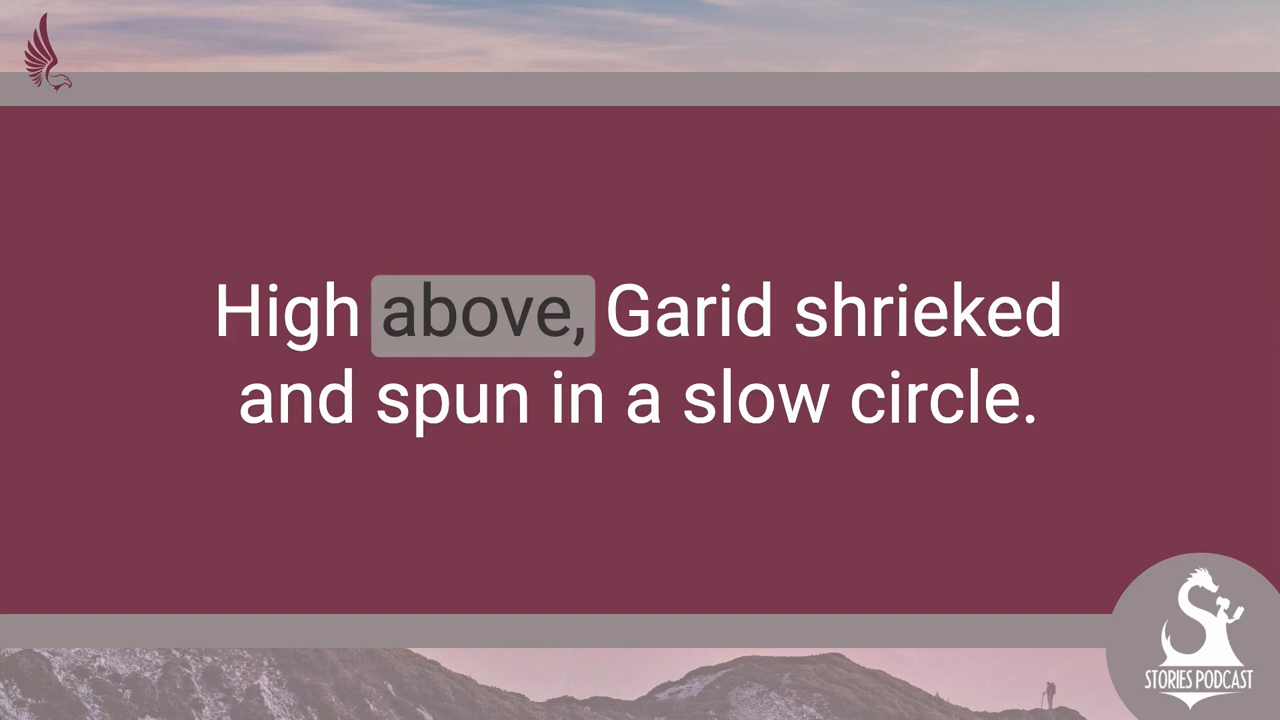 High above, Garid shrieked
and spun in a slow circle.
STORIES PODCAST